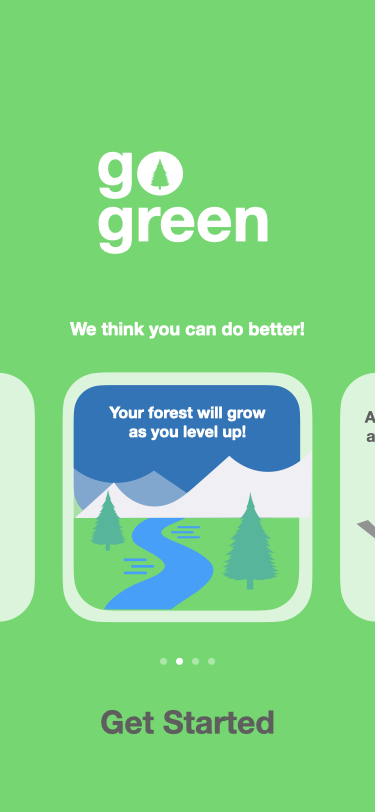 go
green
We think you can do better!
Your forest will grow
as you level up!
A
a
Get Started